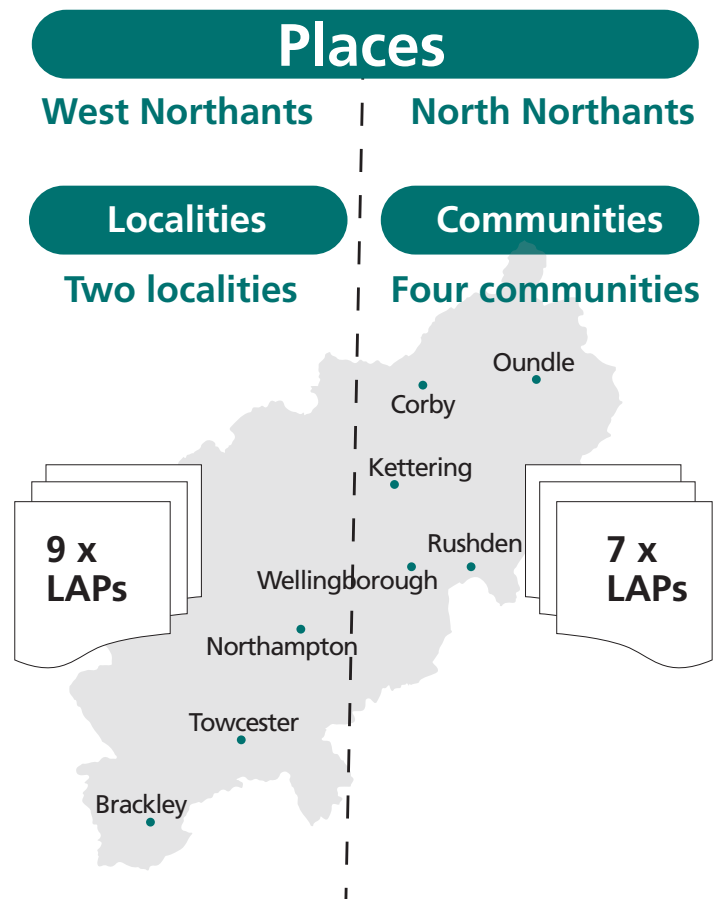 Places
West Northants
North Northants
Localities
Communities
Two localities
Four communities
Oundle
Corby
Kettering
Rushden
9 x
LAPs
7 x
LAPs
Wellingborough
Northampton
Towcester
Brackley